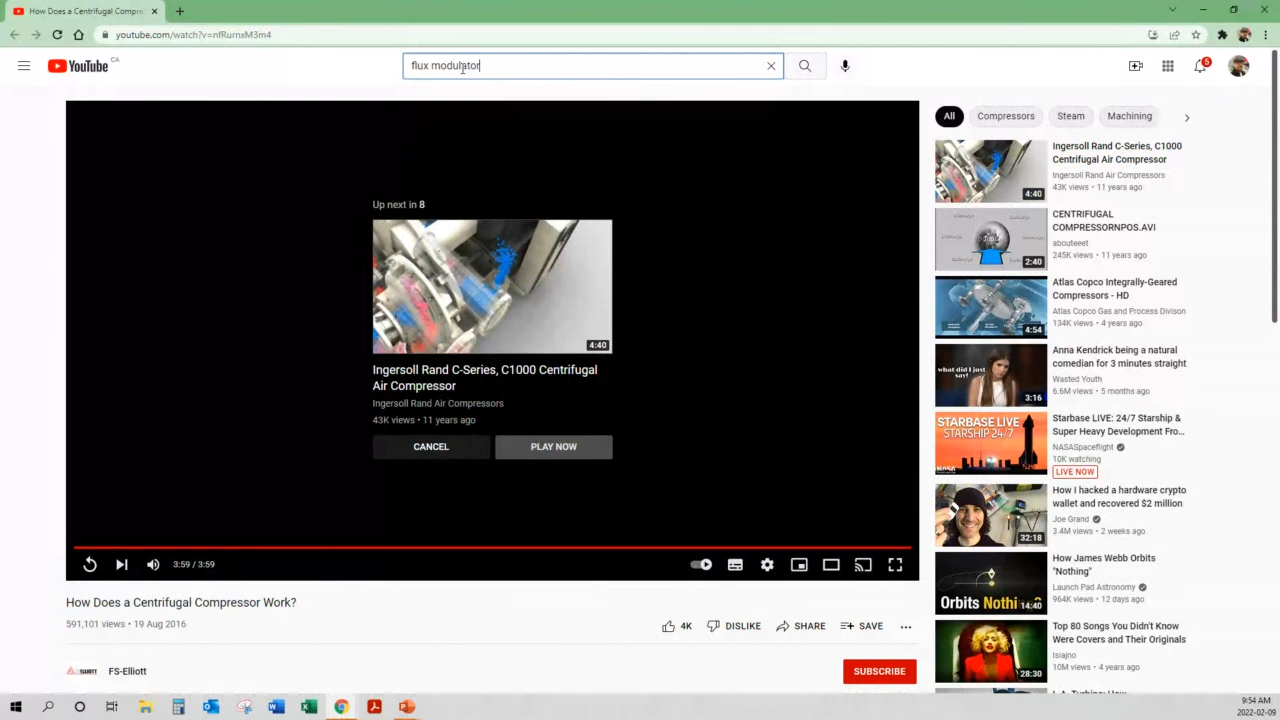 How Does a Centrifugal Compress
youtube.com/watch?v=nfRurnxM3m4
YouTube CA
flux modulator
5
Up next in 8
4:40
Ingersoll Rand C-Series, C1000 Centrifugal
Air Compressor
Ingersoll Rand Air Compressors
43K views • 11 years ago
CANCEL
PLAY NOW
3:59 / 3:59
How Does a Centrifugal Compressor Work?
591,101 views • 19 Aug 2016
4K
DISLIKE
SHARE
SAVE
ELLIOTT
FS-Elliott
SUBSCRIBE
All
Compressors
Steam
Machining
4:40
Ingersoll Rand C-Series, C1000
Centrifugal Air Compressor
Ingersoll Rand Air Compressors
43K views • 11 years ago
2:40
CENTRIFUGAL
COMPRESSORNPOS.AVI
abouteeet
245K views • 11 years ago
4:54
Atlas Copco Integrally-Geared
Compressors - HD
Atlas Copco Gas and Process Divison
134K views • 4 years ago
what did I just
say!
3:16
Anna Kendrick being a natural
comedian for 3 minutes straight
Wasted Youth
6.6M views • 5 months ago
STARBASE LIVE
STARSHIP 24/7
NASA
Starbase LIVE: 24/7 Starship &
Super Heavy Development Fro...
NASASpaceflight
10K watching
LIVE NOW
32:18
How I hacked a hardware crypto
wallet and recovered $2 million
Joe Grand
3.4M views • 2 weeks ago
Orbits Nothin
14:40
How James Webb Orbits
"Nothing"
Launch Pad Astronomy
964K views • 12 days ago
28:30
Top 80 Songs You Didn't Know
Were Covers and Their Originals
Isiajno
10M views • 4 years ago
9:54 AM
2022-02-09